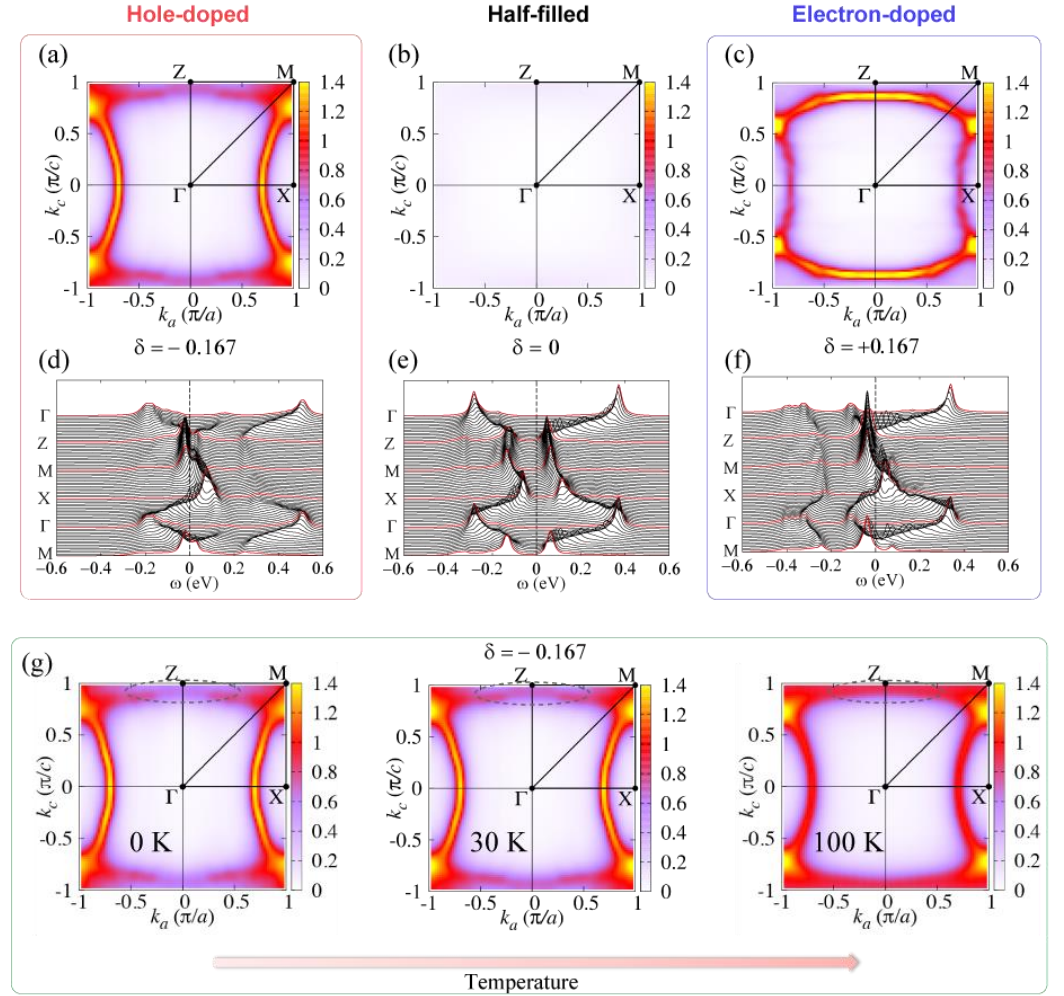 Hole-doped Half-filled Electron-doped
(a) (b) (c)
Z M Z M Z M
1 1.4 1 1.4 1 1.4
1.2 1.2 1.2
0.5 1 0.5 1 0.5 1
k_c (π/c) 0 Γ X 0.8 k_c (π/c) 0 Γ X 0.8 k_c (π/c) 0 Γ X 0.8
0.6 0.6 0.6
-0.5 0.4 -0.5 0.4 -0.5 0.4
0.2 0.2 0.2
-1 0 -1 0 -1 0
-1 -0.5 0 0.5 1 -1 -0.5 0 0.5 1 -1 -0.5 0 0.5 1
k_a (π/a) k_a (π/a) k_a (π/a)
(d) δ = − 0.167 (e) δ = 0 (f) δ = +0.167
Γ Γ Γ
Z Z Z
M M M
X X X
Γ Γ Γ
M M M
−0.6 −0.4 −0.2 0 0.2 0.4 0.6 −0.6 −0.4 −0.2 0 0.2 0.4 0.6 −0.6 −0.4 −0.2 0 0.2 0.4 0.6
ω (eV) ω (eV) ω (eV)
(g) δ = − 0.167
Z M Z M Z M
1 1.4 1 1.4 1 1.4
1.2 1.2 1.2
0.5 1 0.5 1 0.5 1
k_c (π/c) 0 Γ X 0.8 k_c (π/c) 0 Γ X 0.8 k_c (π/c) 0 Γ X 0.8
0.6 0.6 0.6
-0.5 0 K 0.4 -0.5 30 K 0.4 -0.5 100 K 0.4
0.2 0.2 0.2
-1 0 -1 0 -1 0
-1 -0.5 0 0.5 1 -1 -0.5 0 0.5 1 -1 -0.5 0 0.5 1
k_a (π/a) k_a (π/a) k_a (π/a)
Temperature